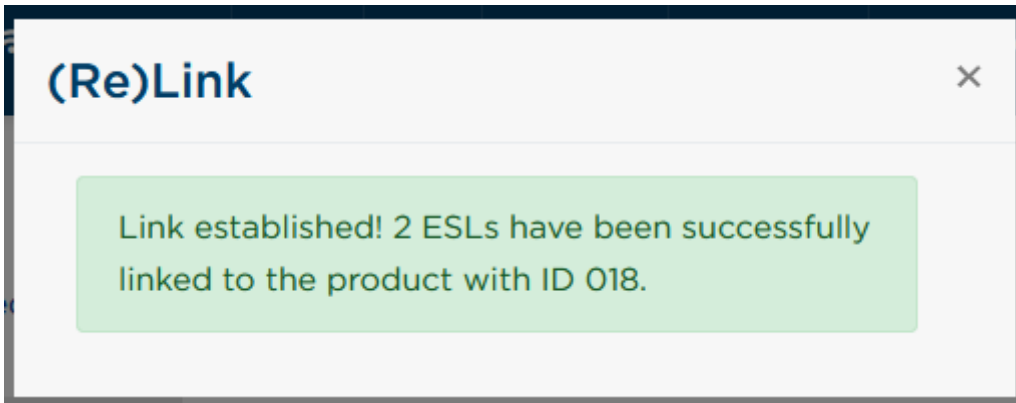 (Re)Link
×
Link established! 2 ESLs have been successfully
linked to the product with ID 018.